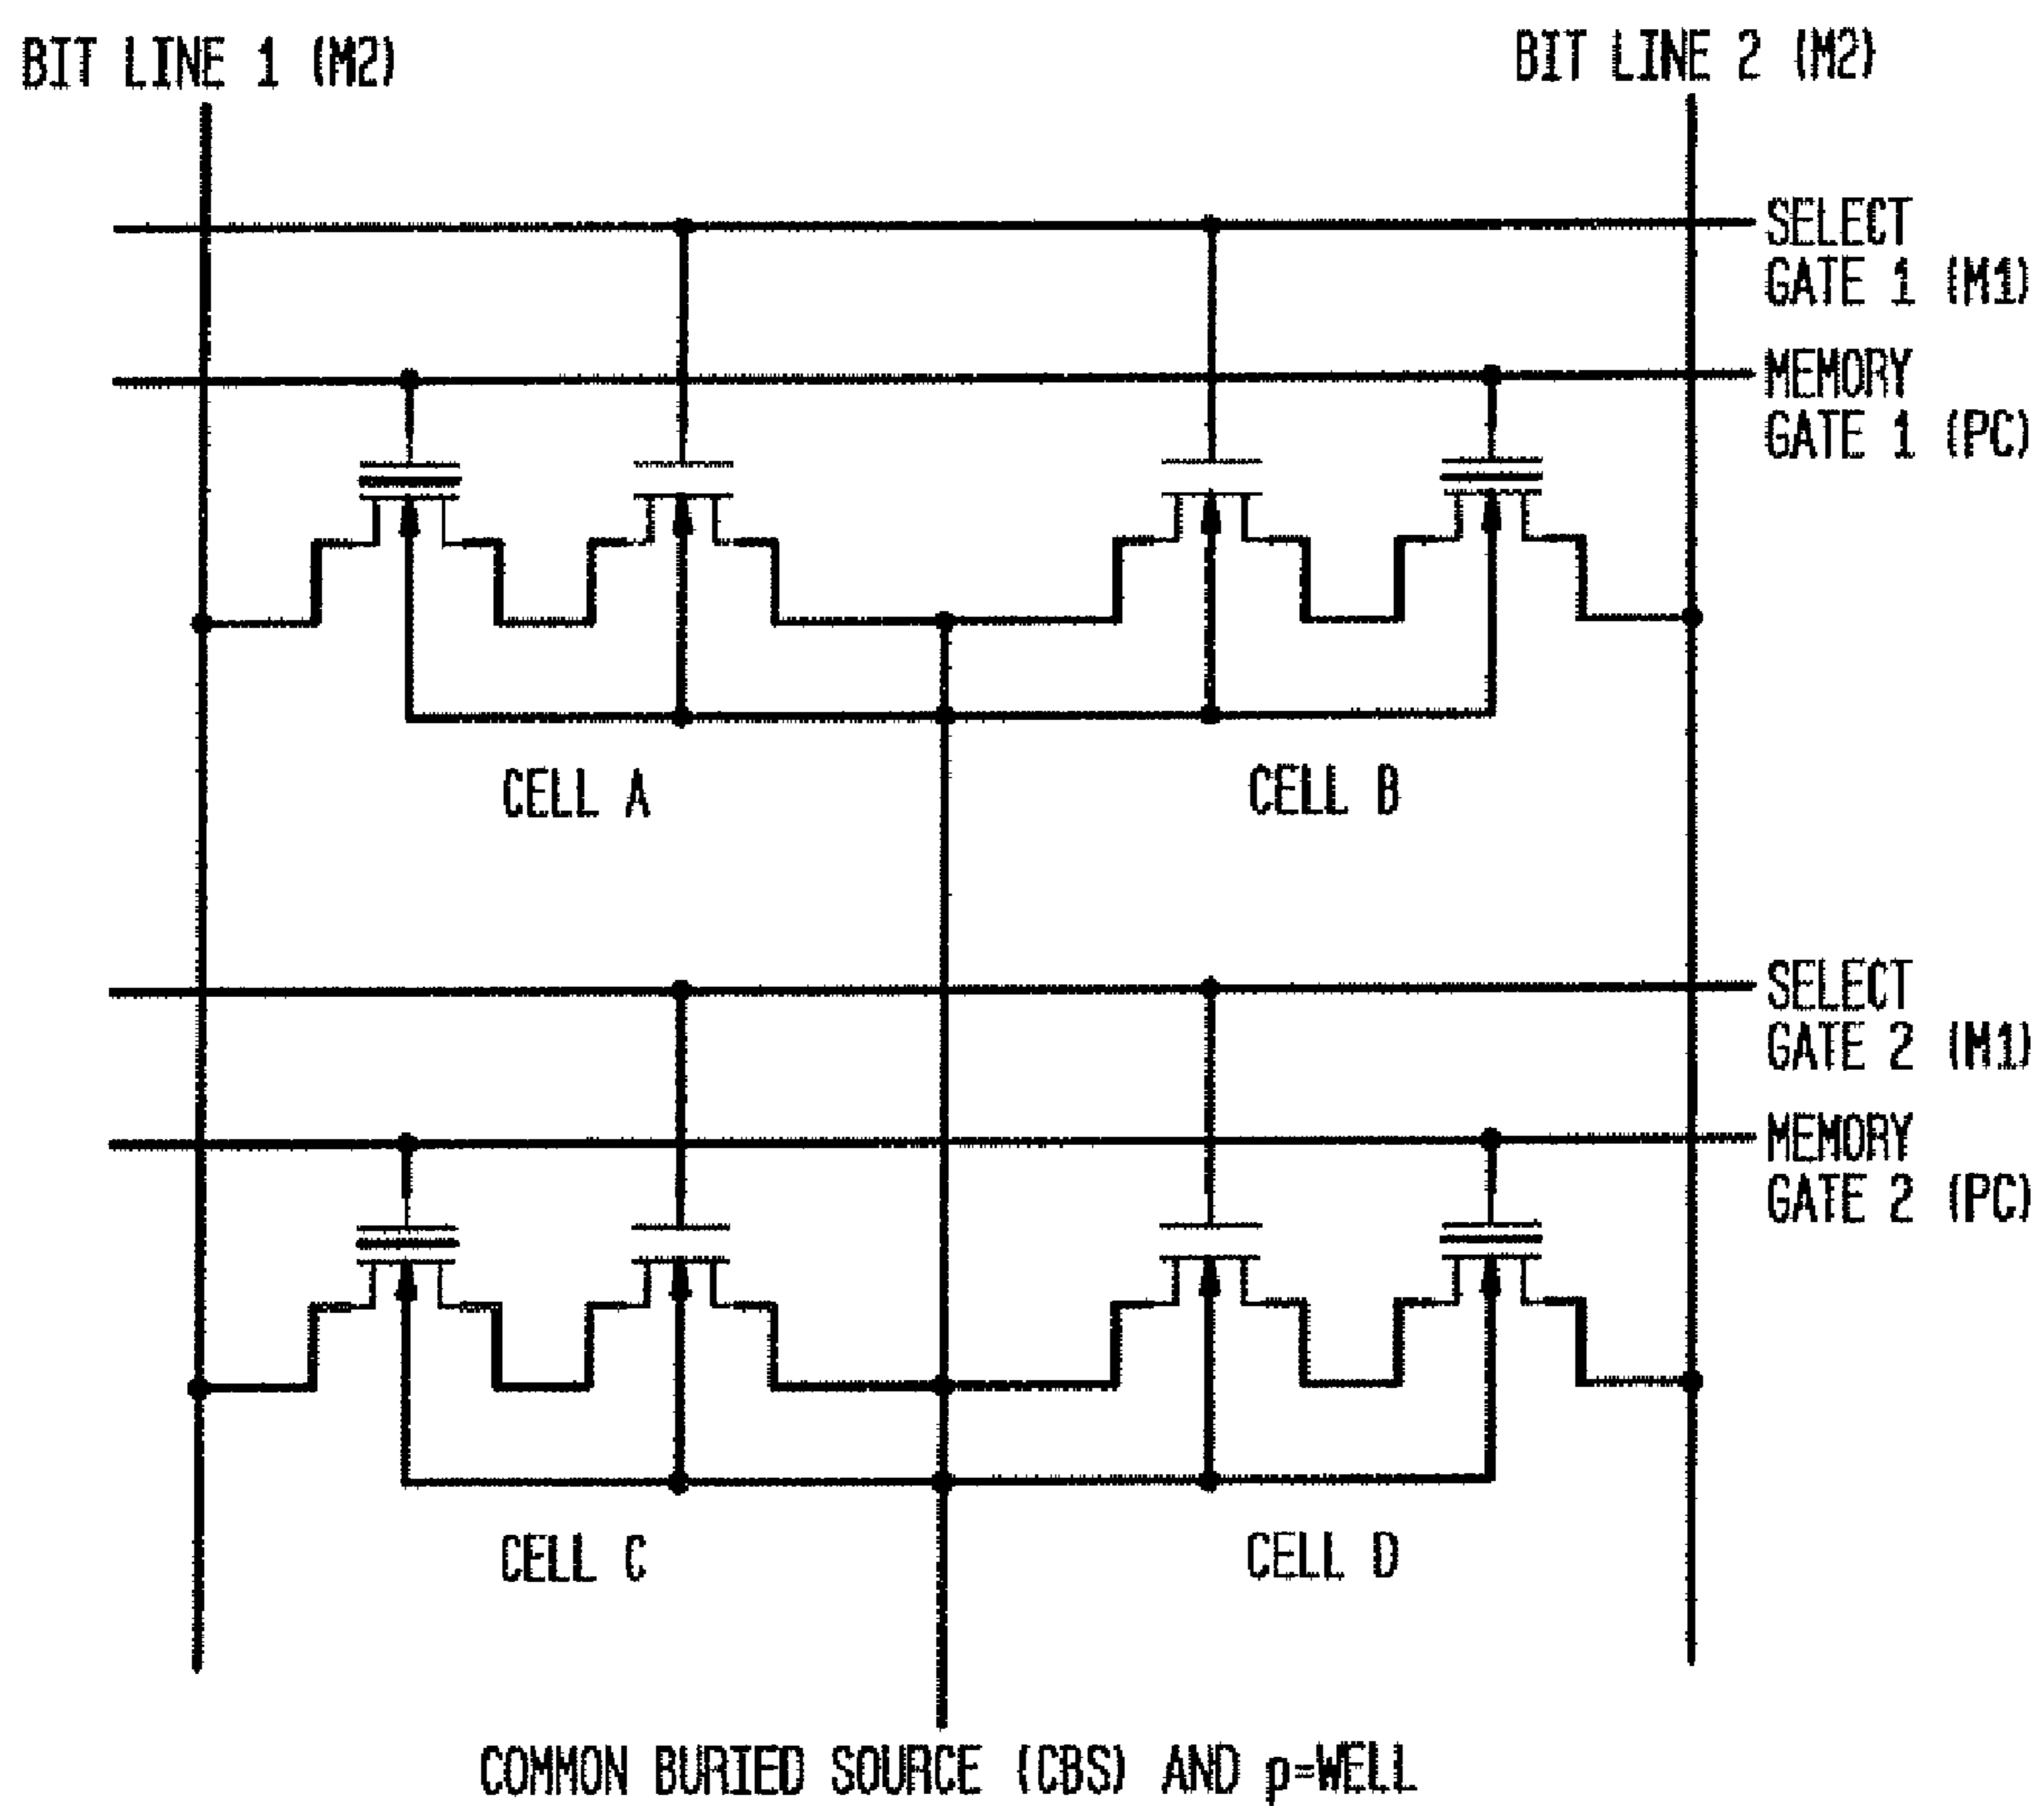 BIT LINE 1 (M2)
BIT LINE 2 (M2)
SELECT
GATE 1 (M1)
MEMORY
GATE 1 (PC)
CELL A
CELL B
SELECT
GATE 2 (M1)
MEMORY
GATE 2 (PC)
CELL C
CELL D
COMMON BURIED SOURCE (CBS) AND p=WELL